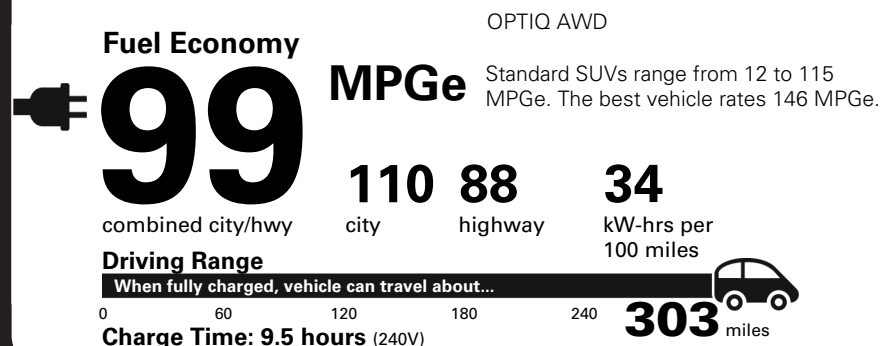 OPTIQ AWD
Fuel Economy
99
MPGe
Standard SUVs range from 12 to 115
MPGe. The best vehicle rates 146 MPGe.
110 88 34
combined city/hwy city highway kW-hrs per
100 miles
Driving Range
When fully charged, vehicle can travel about...
0 60 120 180 240 303 miles
Charge Time: 9.5 hours (240V)